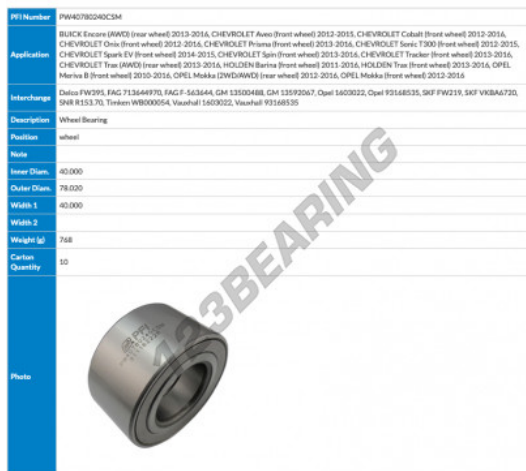 PFI Number PW40780240CSM
BUICK Encore (AWD) (rear wheel) 2013-2016, CHEVROLET Aveo (front wheel) 2012-2015, CHEVROLET Cobalt (front wheel) 2012-2016,
CHEVROLET Onix (front wheel) 2012-2016, CHEVROLET Prisma (front wheel) 2013-2016, CHEVROLET Sonic T300 (front wheel) 2012-2015,
Application CHEVROLET Spark EV (front wheel) 2014-2015, CHEVROLET Spin (front wheel) 2013-2016, CHEVROLET Tracker (front wheel) 2013-2016,
CHEVROLET Trax (AWD) (rear wheel) 2013-2016, HOLDEN Barina (front wheel) 2011-2016, HOLDEN Trax (front wheel) 2013-2016, OPEL
Meriva B (front wheel) 2010-2016, OPEL Mokka (2WD/AWD) (rear wheel) 2012-2016, OPEL Mokka (front wheel) 2012-2016
Interchange Delco FW295, FAG 713644970, FAG F-563644, GM 13500488, GM 13592067, Opel 1603022, Opel 93168535, SKF FW219, SKF VKBA6720,
SNR R153.70, Timken WB000054, Vauxhall 1603022, Vauxhall 93168535
Description Wheel Bearing
Position wheel
Note
Inner Diam. 40.000
Outer Diam. 78.020
Width 1 40.000
Width 2
Weight (g) 768
Carton
Quantity 10
Photo
PFI
123BEARING